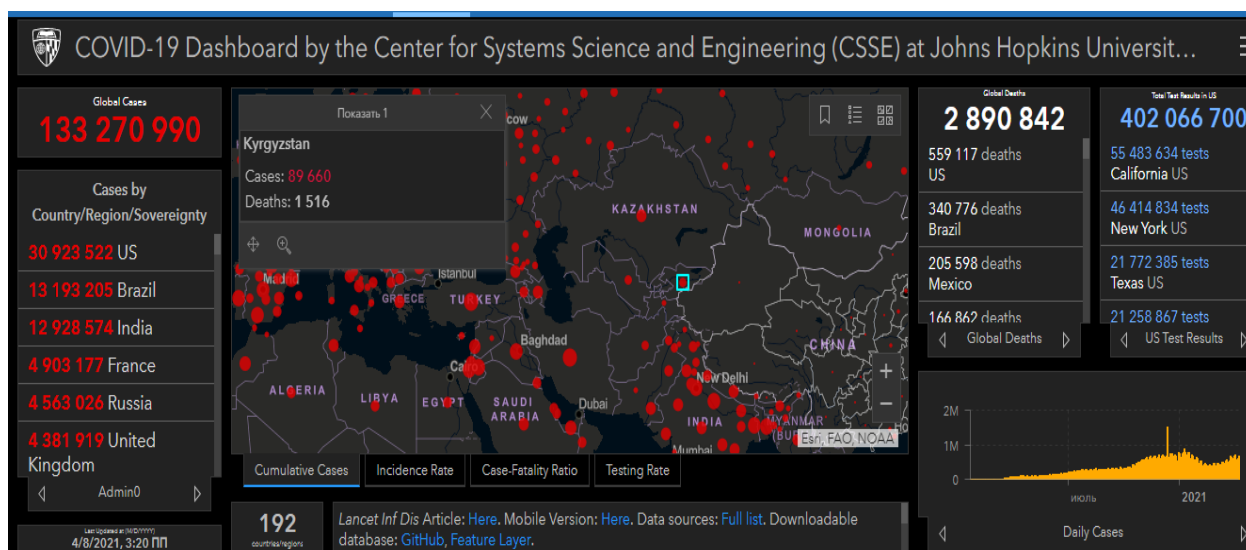 COVID-19 Dashboard by the Center for Systems Science and Engineering (CSSE) at Johns Hopkins Universit...
Global Cases
133 270 990
Cases by
Country/Region/Sovereignty
30 923 522 US
13 193 205 Brazil
12 928 574 India
4 903 177 France
4 563 026 Russia
4 381 919 United
Kingdom
Admin0
Last Updated at (M/D/YYYY)
4/8/2021, 3:20 ПП
Показать 1
Kyrgyzstan
Cases: 89 660
Deaths: 1 516
cow
KAZAKHSTAN
MONGOLIA
Madrid
Istanbul
GREECE
TURKEY
Baghdad
CHINA
Cairo
New Delhi
ALGERIA
LIBYA
EGYPT
SAUDI
ARABIA
Dubai
INDIA
MYANMAR
(BU
Mumbai
Ho
Esri, FAO, NOAA
Cumulative Cases
Incidence Rate
Case-Fatality Ratio
Testing Rate
192
countries/regions
Lancet Inf Dis Article: Here. Mobile Version: Here. Data sources: Full list. Downloadable
database: GitHub, Feature Layer.
Global Deaths
2 890 842
559 117 deaths
US
340 776 deaths
Brazil
205 598 deaths
Mexico
166 862 deaths
Global Deaths
Total Test Results in US
402 066 700
55 483 634 tests
California US
46 414 834 tests
New York US
21 772 385 tests
Texas US
21 258 867 tests
US Test Results
2M
1M
0
июль
2021
Daily Cases